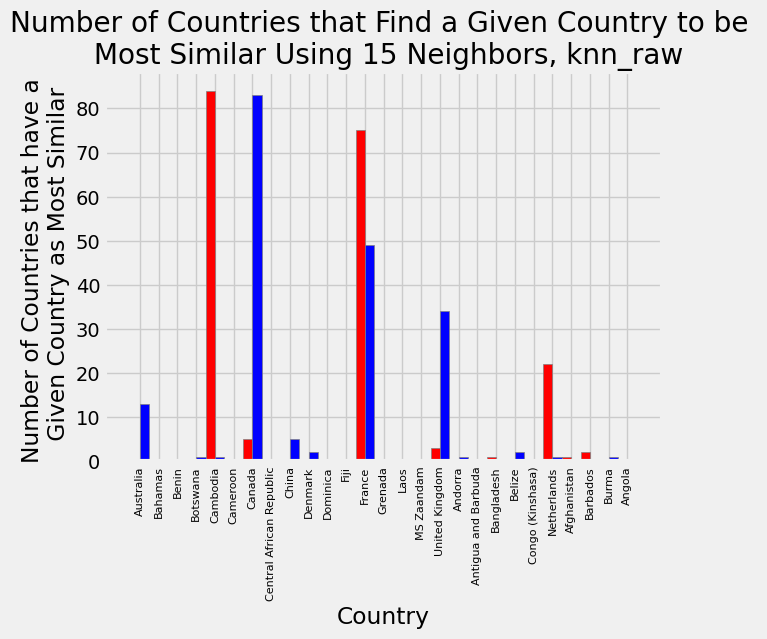 Number of Countries that Find a Given Country to be
Most Similar Using 15 Neighbors, knn_raw
Number of Countries that have a
Given Country as Most Similar
80
70
60
50
40
30
20
10
0
Australia
Bahamas
Benin
Botswana
Cambodia
Cameroon
Canada
Central African Republic
China
Denmark
Dominica
Fiji
France
Grenada
Laos
MS Zaandam
United Kingdom
Andorra
Antigua and Barbuda
Bangladesh
Belize
Congo (Kinshasa)
Netherlands
Afghanistan
Barbados
Burma
Angola
Country